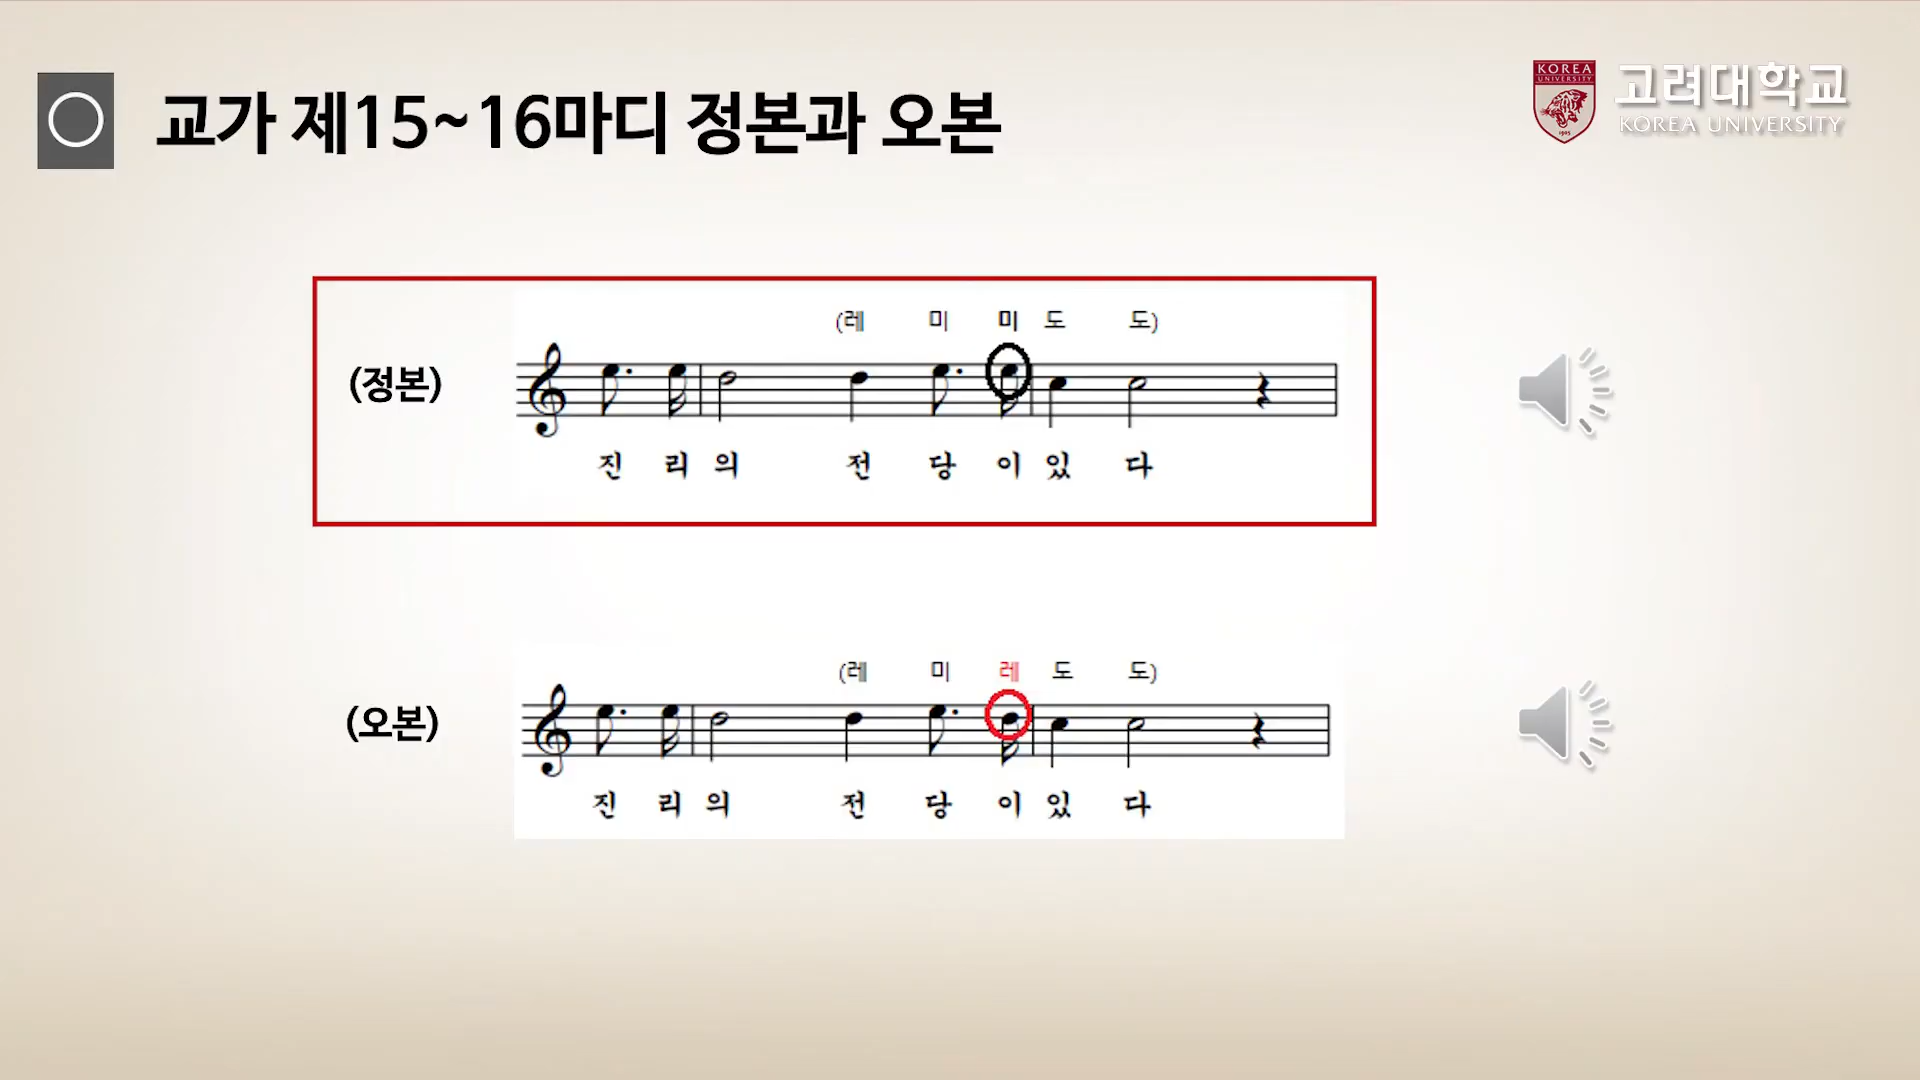 교가 제15~16마디 정본과 오본
KOREA
UNIVERSITY
1905
고려대학교
KOREA UNIVERSITY
(레 미 미 도 도)
(정본)
진 리 의 전 당 이 있 다
(레 미 레 도 도)
(오본)
진 리 의 전 당 이 있 다